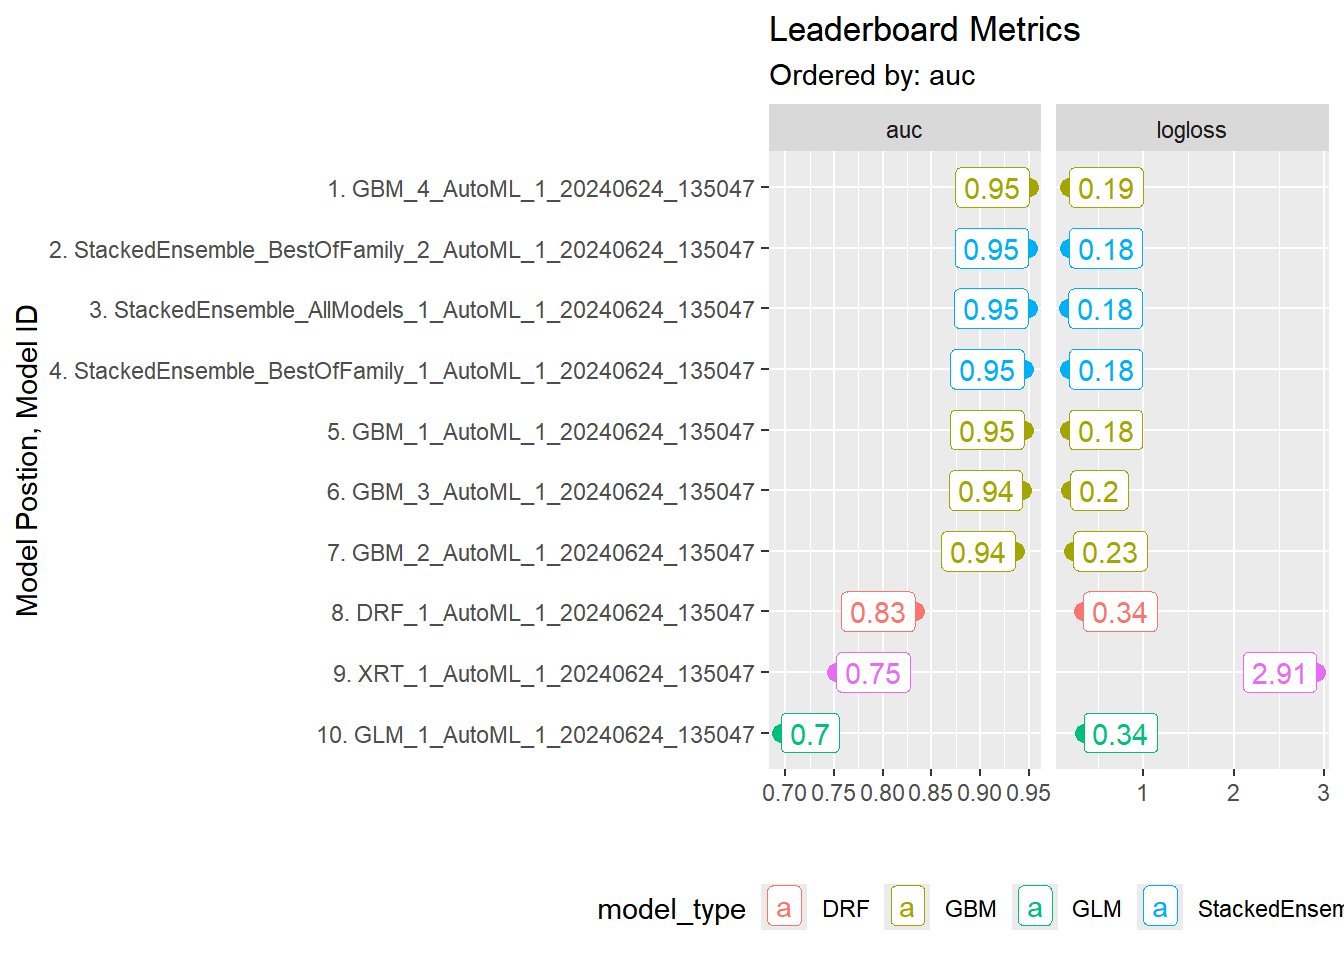 Leaderboard Metrics
Ordered by: auc
auc logloss
Model Postion, Model ID
1. GBM_4_AutoML_1_20240624_135047 0.95 0.19
2. StackedEnsemble_BestOfFamily_2_AutoML_1_20240624_135047 0.95 0.18
3. StackedEnsemble_AllModels_1_AutoML_1_20240624_135047 0.95 0.18
4. StackedEnsemble_BestOfFamily_1_AutoML_1_20240624_135047 0.95 0.18
5. GBM_1_AutoML_1_20240624_135047 0.95 0.18
6. GBM_3_AutoML_1_20240624_135047 0.94 0.2
7. GBM_2_AutoML_1_20240624_135047 0.94 0.23
8. DRF_1_AutoML_1_20240624_135047 0.83 0.34
9. XRT_1_AutoML_1_20240624_135047 0.75 2.91
10. GLM_1_AutoML_1_20240624_135047 0.7 0.34
0.70 0.75 0.80 0.85 0.90 0.95 1 2 3
model_type a DRF a GBM a GLM a StackedEnsem